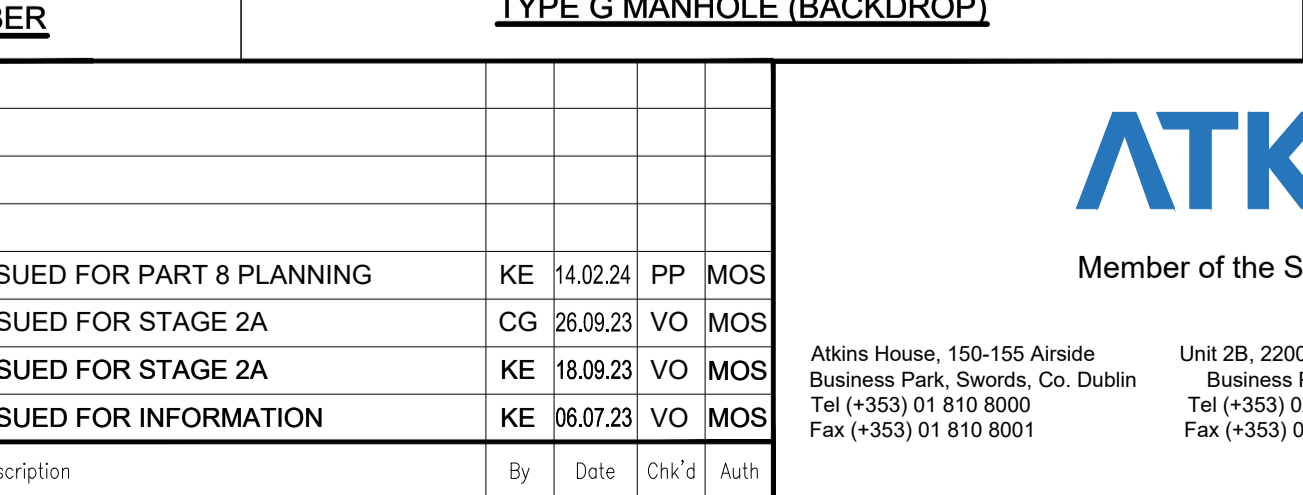 BER
TYPE G MANHOLE (BACKDROP)
SUED FOR PART 8 PLANNING KE 14.02.24 PP MOS
SUED FOR STAGE 2A CG 26.09.23 VO MOS
SUED FOR STAGE 2A KE 18.09.23 VO MOS
SUED FOR INFORMATION KE 06.07.23 VO MOS
scription By Date Chk'd Auth
ATK
Member of the S
Atkins House, 150-155 Airside
Business Park, Swords, Co. Dublin
Tel (+353) 01 810 8000
Fax (+353) 01 810 8001
Unit 2B, 2200
Business
Tel (+353) 0
Fax (+353) 0